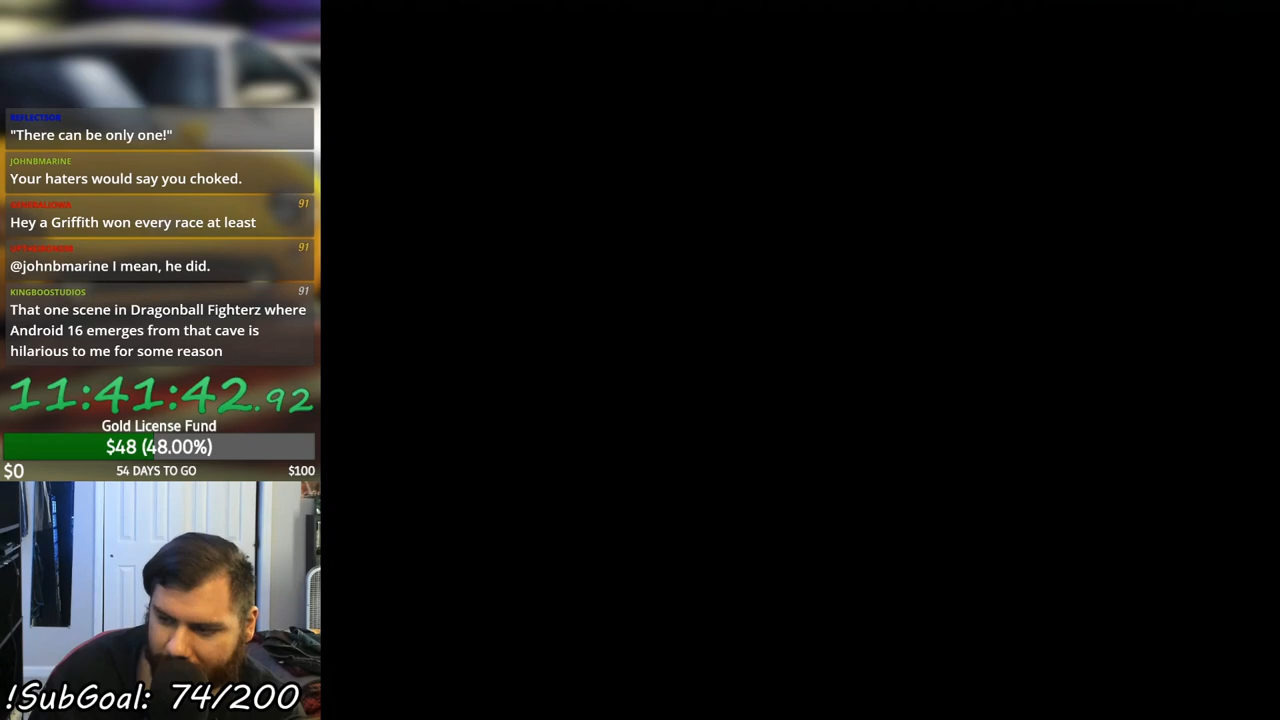 REFLECTSOR
"There can be only one!"
JOHNBMARINE
Your haters would say you choked.
91
Hey a Griffith won every race at least
91
@johnbmarine I mean, he did.
KINGBOOSTUDIOS 91
That one scene in Dragonball Fighterz where
Android 16 emerges from that cave is
hilarious to me for some reason
11:41:42.92
Gold License Fund
$48 (48.00%)
$0 54 DAYS TO GO $100
!SubGoal: 74/200